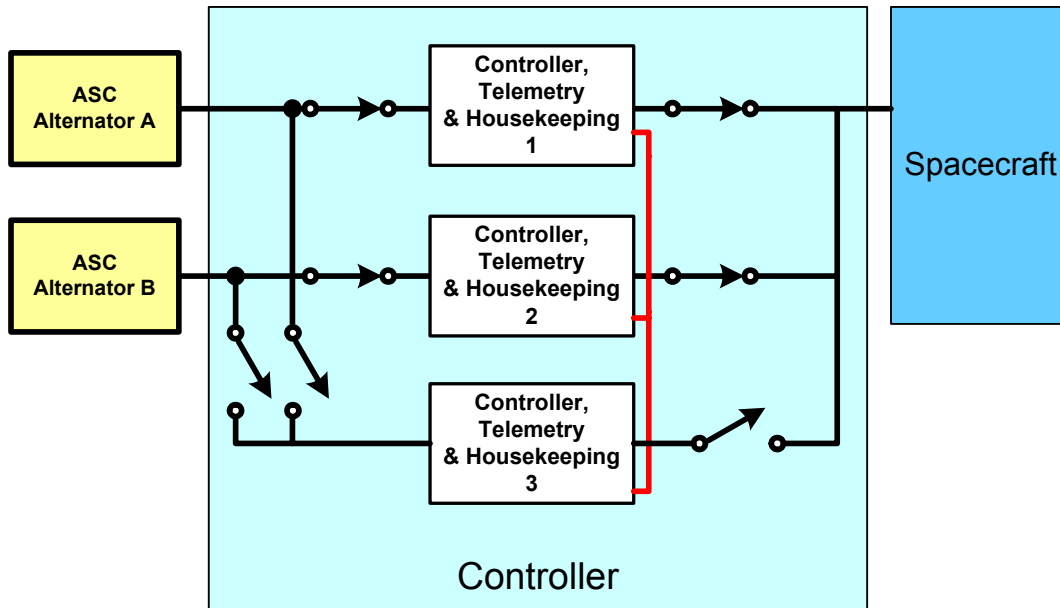 ASC
Alternator A
Controller,
Telemetry
& Housekeeping
1
Spacecraft
ASC
Alternator B
Controller,
Telemetry
& Housekeeping
2
Controller,
Telemetry
& Housekeeping
3
Controller